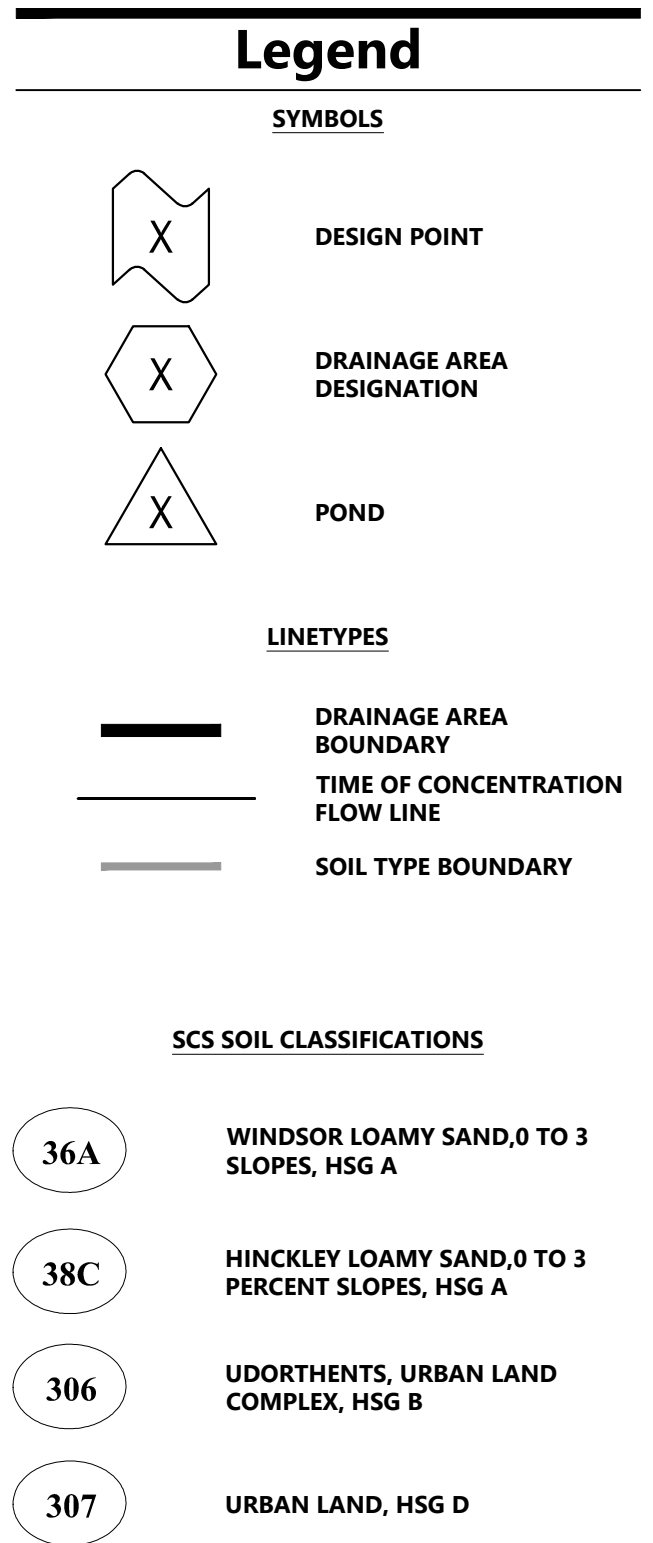 Legend
SYMBOLS
X
DESIGN POINT
X
DRAINAGE AREA
DESIGNATION
X
POND
LINETYPES
DRAINAGE AREA
BOUNDARY
TIME OF CONCENTRATION
FLOW LINE
SOIL TYPE BOUNDARY
SCS SOIL CLASSIFICATIONS
36A
WINDSOR LOAMY SAND,0 TO 3
SLOPES, HSG A
38C
HINCKLEY LOAMY SAND,0 TO 3
PERCENT SLOPES, HSG A
306
UDORTHENTS, URBAN LAND
COMPLEX, HSG B
307
URBAN LAND, HSG D